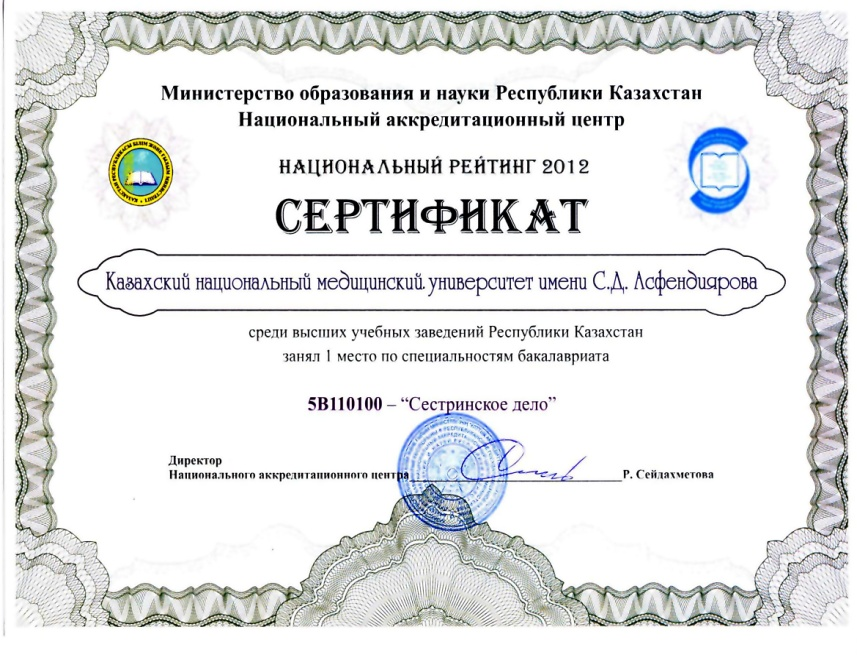 Министерство образования и науки Республики Казахстан
Национальный аккредитационный центр
НАЦИОНАЛЬНЫЙ РЕЙТИНГ 2012
СЕРТИФИКАТ
Казахский национальный медицинский университет имени С.Д. Асфендиярова
среди высших учебных заведений Республики Казахстан
занял 1 место по специальностям бакалавриата
5В110100 – “Сестринское дело”
Директор
Национального аккредитационного центра Р. Сейдахметова